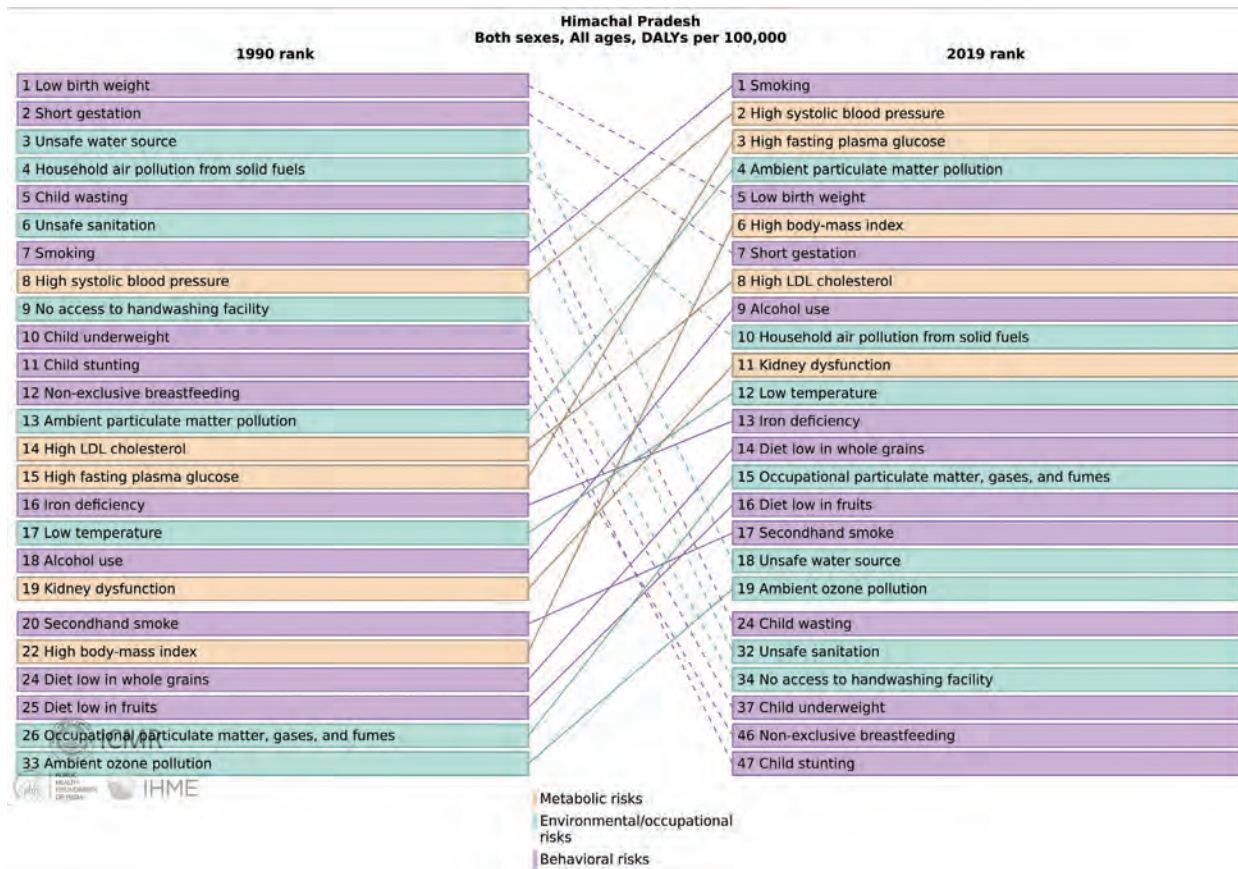 Himachal Pradesh
Both sexes, All ages, DALYs per 100,000
1990 rank
1 Low birth weight
2 Short gestation
3 Unsafe water source
4 Household air pollution from solid fuels
5 Child wasting
6 Unsafe sanitation
7 Smoking
8 High systolic blood pressure
9 No access to handwashing facility
10 Child underweight
11 Child stunting
12 Non-exclusive breastfeeding
13 Ambient particulate matter pollution
14 High LDL cholesterol
15 High fasting plasma glucose
16 Iron deficiency
17 Low temperature
18 Alcohol use
19 Kidney dysfunction
20 Secondhand smoke
22 High body-mass index
24 Diet low in whole grains
25 Diet low in fruits
26 Occupational particulate matter, gases, and fumes
33 Ambient ozone pollution
2019 rank
1 Smoking
2 High systolic blood pressure
3 High fasting plasma glucose
4 Ambient particulate matter pollution
5 Low birth weight
6 High body-mass index
7 Short gestation
8 High LDL cholesterol
9 Alcohol use
10 Household air pollution from solid fuels
11 Kidney dysfunction
12 Low temperature
13 Iron deficiency
14 Diet low in whole grains
15 Occupational particulate matter, gases, and fumes
16 Diet low in fruits
17 Secondhand smoke
18 Unsafe water source
19 Ambient ozone pollution
24 Child wasting
32 Unsafe sanitation
34 No access to handwashing facility
37 Child underweight
46 Non-exclusive breastfeeding
47 Child stunting
ICMR
PUBLIC
HEALTH
FOUNDATION
OF INDIA
IHME
Metabolic risks
Environmental/occupational
risks
Behavioral risks